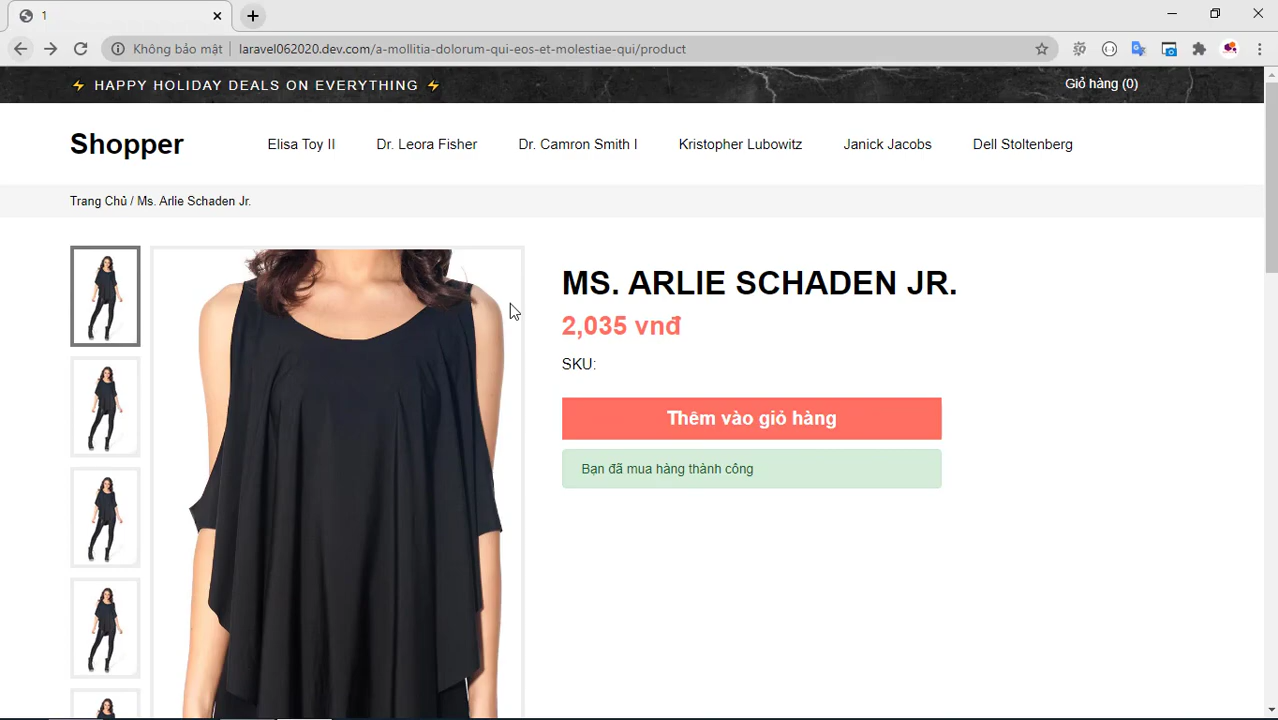 1
Không bảo mật
laravel062020.dev.com/a-mollitia-dolorum-qui-eos-et-molestiae-qui/product
⚡ HAPPY HOLIDAY DEALS ON EVERYTHING ⚡
Giỏ hàng (0)
Shopper
Elisa Toy II
Dr. Leora Fisher
Dr. Camron Smith I
Kristopher Lubowitz
Janick Jacobs
Dell Stoltenberg
Trang Chủ / Ms. Arlie Schaden Jr.
MS. ARLIE SCHADEN JR.
2,035 vnđ
SKU:
Thêm vào giỏ hàng
Bạn đã mua hàng thành công